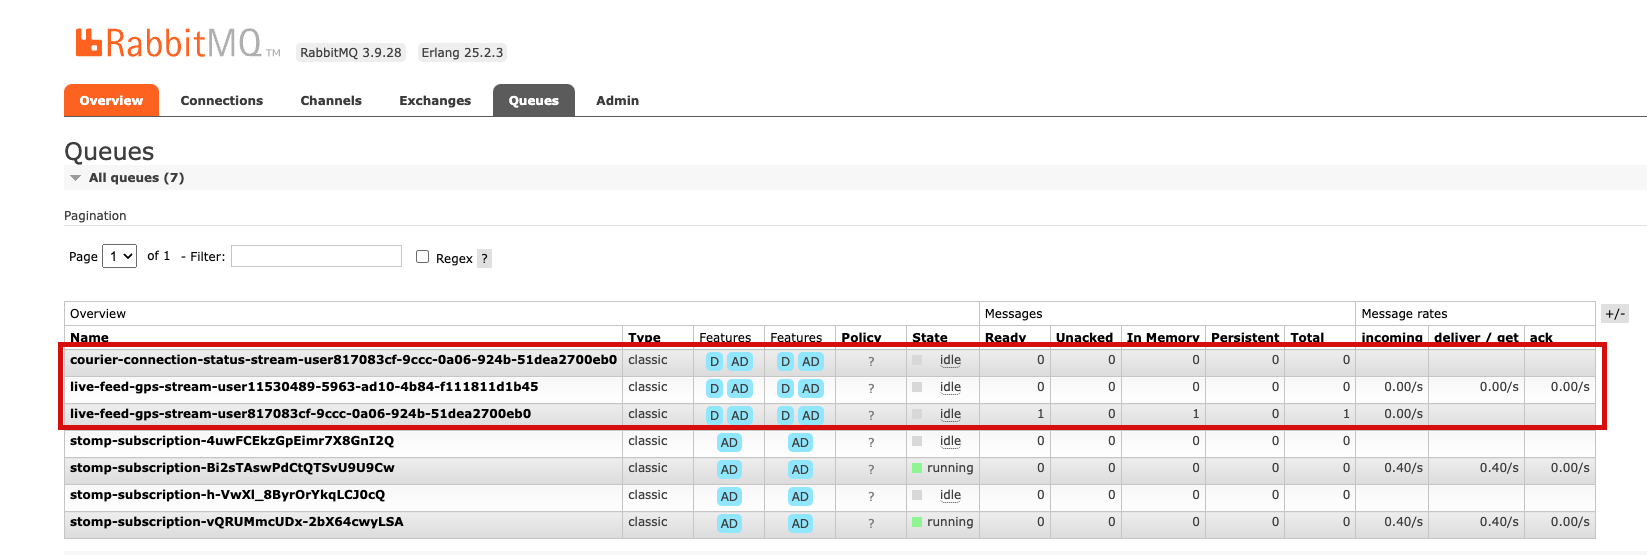 RabbitMQ TM RabbitMQ 3.9.28 Erlang 25.2.3
Overview Connections Channels Exchanges Queues Admin
Queues
All queues (7)
Pagination
Page 1 of 1 - Filter: Regex ?
Overview Messages Message rates +/-
Name Type Features Features Policy State Ready Unacked In Memory Persistent Total incoming deliver / get ack
courier-connection-status-stream-user817083cf-9ccc-0a06-924b-51dea2700eb0 classic D AD D AD ? idle 0 0 0 0 0
live-feed-gps-stream-user11530489-5963-ad10-4b84-f111811d1b45 classic D AD D AD ? idle 0 0 0 0 0 0.00/s 0.00/s 0.00/s
live-feed-gps-stream-user817083cf-9ccc-0a06-924b-51dea2700eb0 classic D AD D AD ? idle 1 0 1 0 1 0.00/s
stomp-subscription-4uwFCEkzGpEimr7X8GnI2Q classic AD AD ? idle 0 0 0 0 0
stomp-subscription-Bi2sTAswPdCtQTSvU9U9Cw classic AD AD ? running 0 0 0 0 0 0.40/s 0.40/s 0.00/s
stomp-subscription-h-VwXl_8ByrOrYkqLCJ0cQ classic AD AD ? idle 0 0 0 0 0
stomp-subscription-vQRUMmcUDx-2bX64cwyLSA classic AD AD ? running 0 0 0 0 0 0.40/s 0.40/s 0.00/s